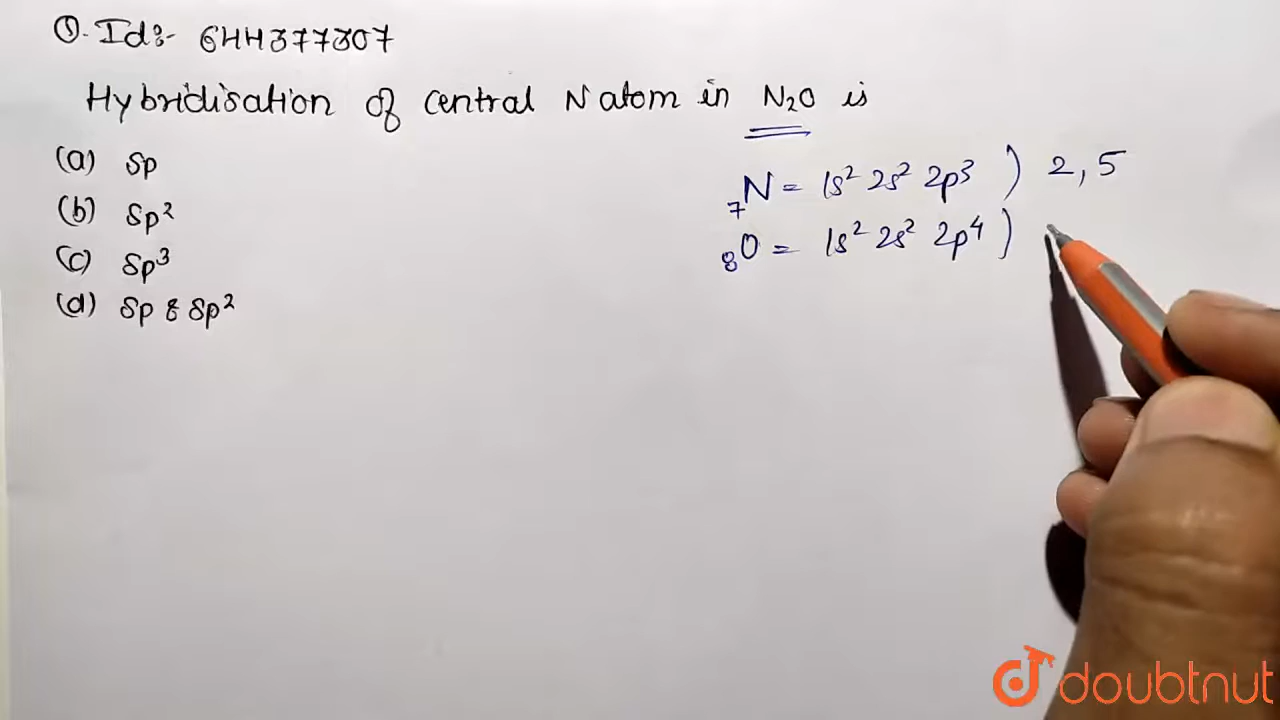 Q. Id:- 644377307
Hybridisation of central N atom in N₂O is
(a) sp
(b) sp²
(c) sp³
(d) sp & sp²
₇N = 1s² 2s² 2p³ ) 2, 5
₈O = 1s² 2s² 2p⁴ )
doubtnut